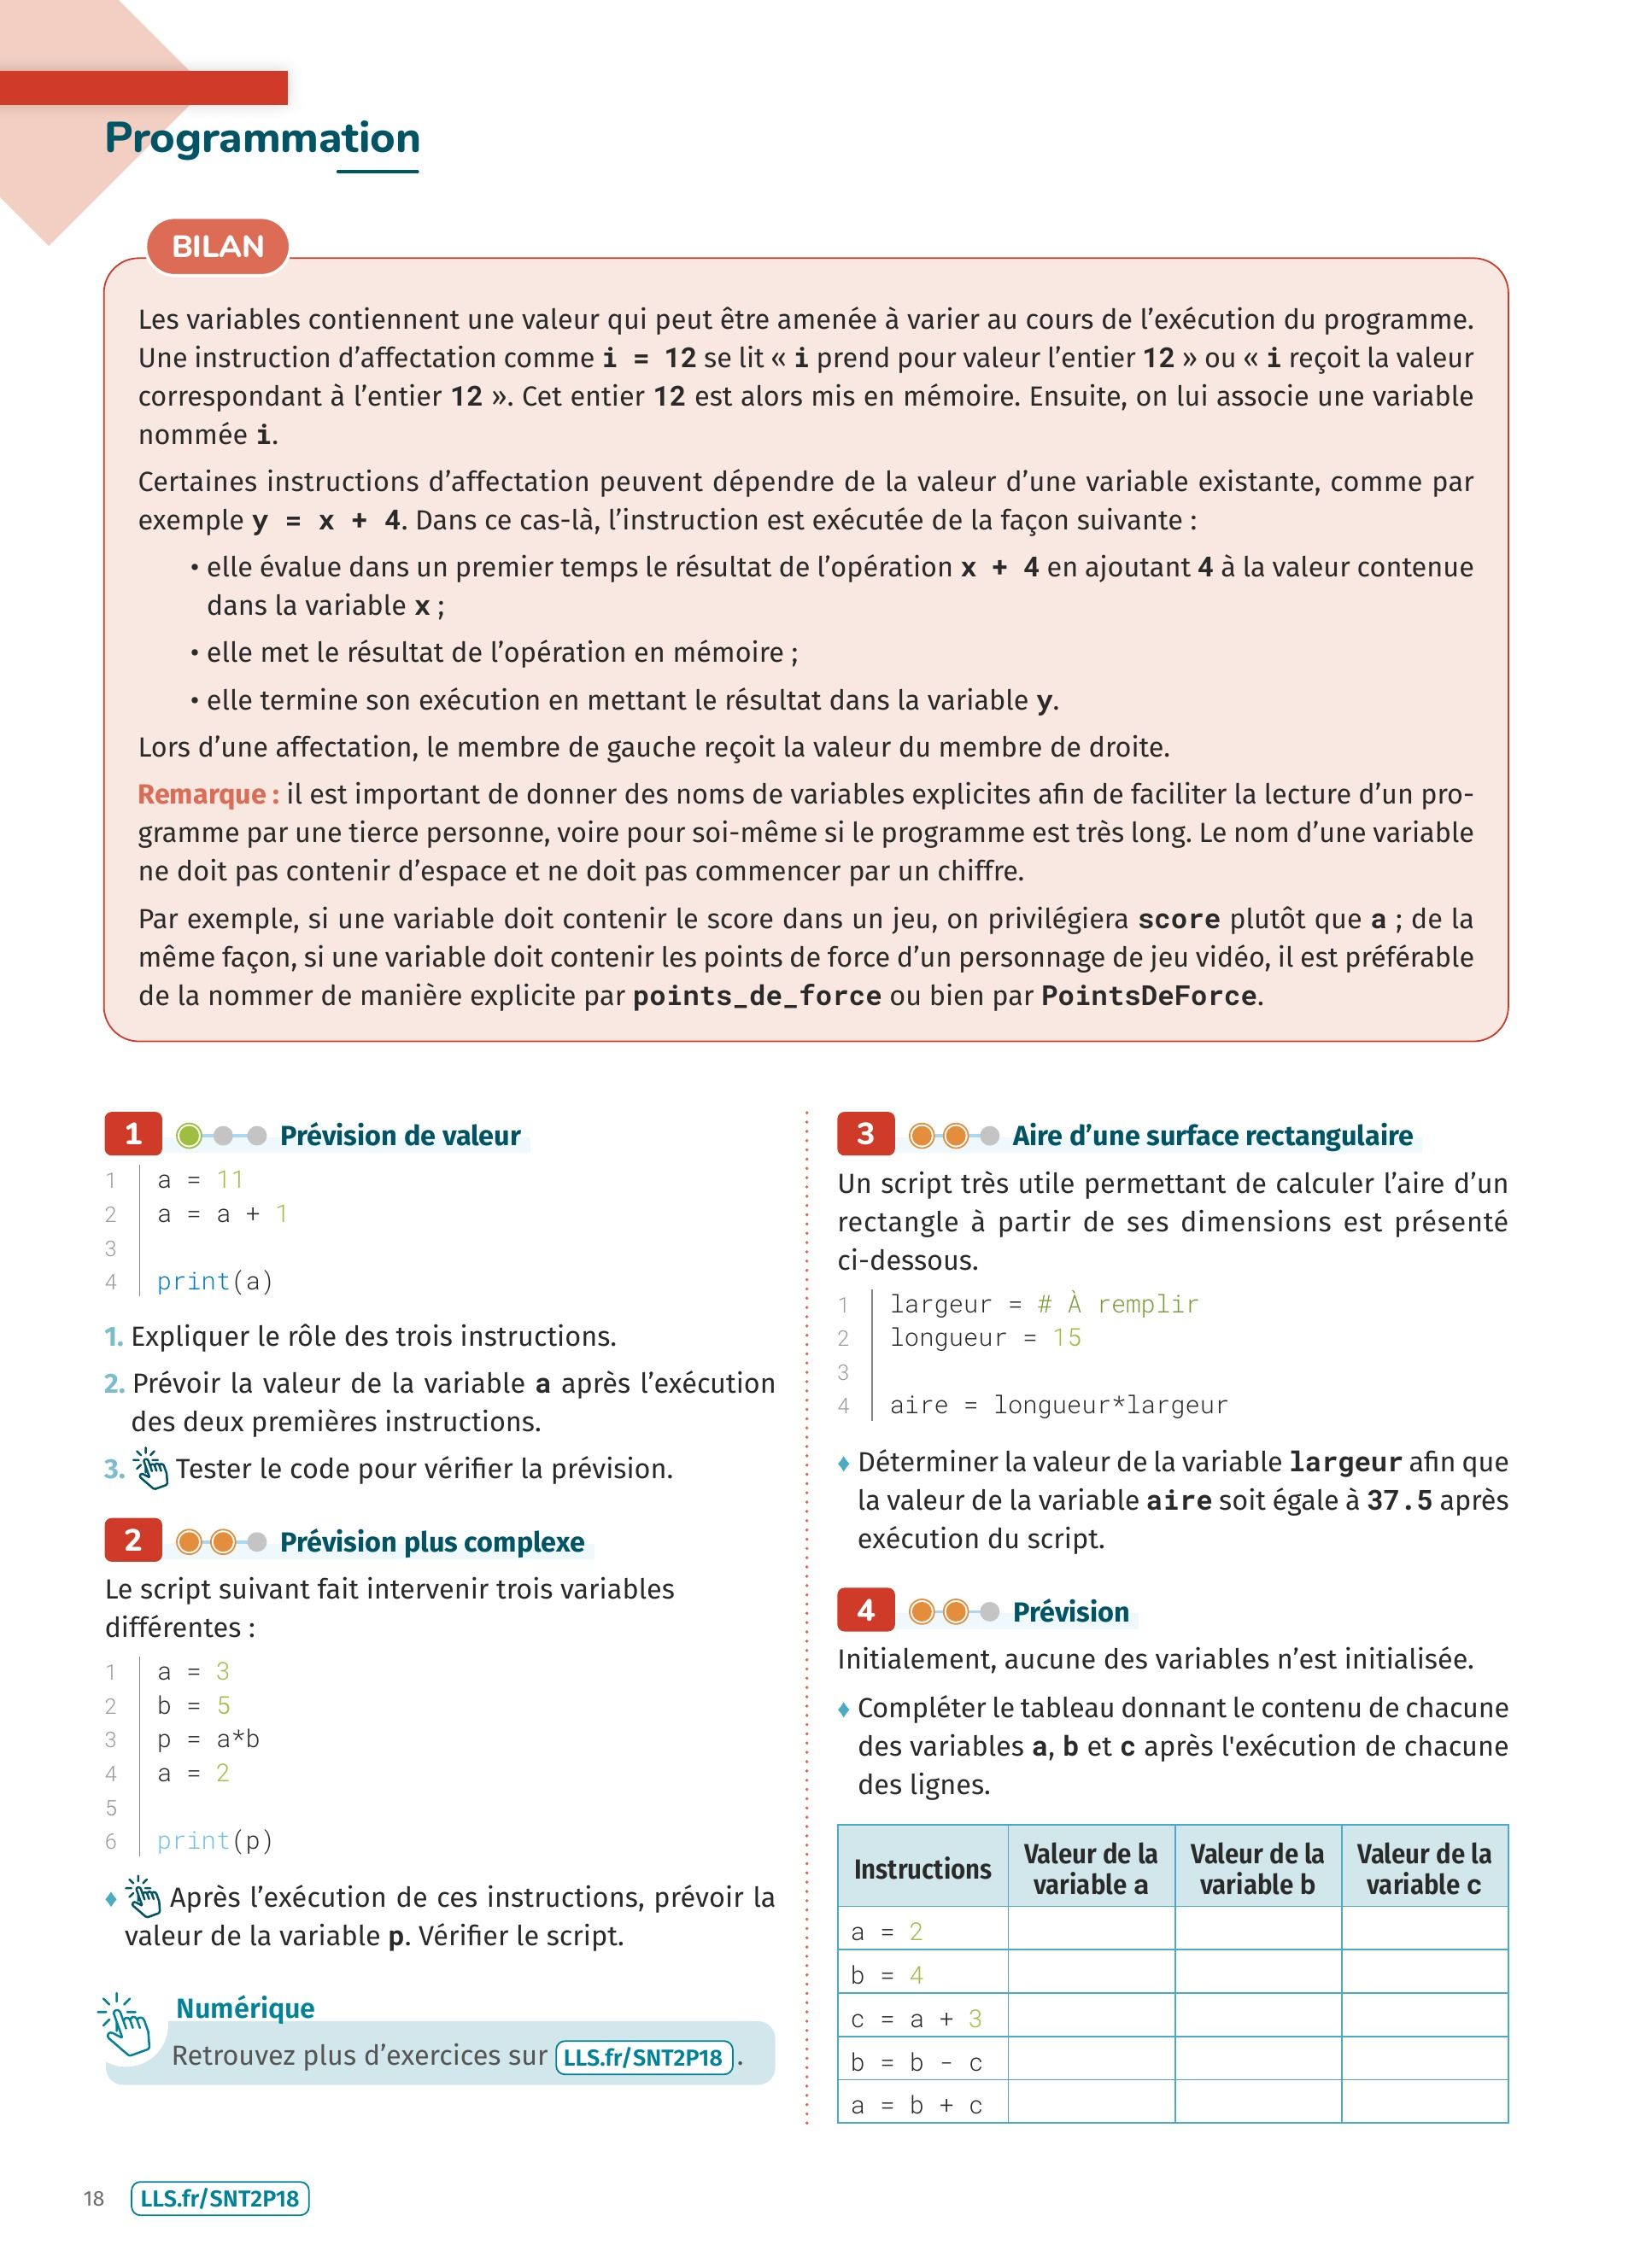 Programmation
BILAN
Les variables contiennent une valeur qui peut être amenée à varier au cours de l’exécution du programme.
Une instruction d’affectation comme i = 12 se lit « i prend pour valeur l’entier 12 » ou « i reçoit la valeur
correspondant à l’entier 12 ». Cet entier 12 est alors mis en mémoire. Ensuite, on lui associe une variable
nommée i.
Certaines instructions d’affectation peuvent dépendre de la valeur d’une variable existante, comme par
exemple y = x + 4. Dans ce cas-là, l’instruction est exécutée de la façon suivante :
• elle évalue dans un premier temps le résultat de l’opération x + 4 en ajoutant 4 à la valeur contenue
dans la variable x ;
• elle met le résultat de l’opération en mémoire ;
• elle termine son exécution en mettant le résultat dans la variable y.
Lors d’une affectation, le membre de gauche reçoit la valeur du membre de droite.
Remarque : il est important de donner des noms de variables explicites afin de faciliter la lecture d’un pro-
gramme par une tierce personne, voire pour soi-même si le programme est très long. Le nom d’une variable
ne doit pas contenir d’espace et ne doit pas commencer par un chiffre.
Par exemple, si une variable doit contenir le score dans un jeu, on privilégiera score plutôt que a ; de la
même façon, si une variable doit contenir les points de force d’un personnage de jeu vidéo, il est préférable
de la nommer de manière explicite par points_de_force ou bien par PointsDeForce.
1 Prévision de valeur
1 a = 11
2 a = a + 1
3
4 print(a)
1. Expliquer le rôle des trois instructions.
2. Prévoir la valeur de la variable a après l’exécution
des deux premières instructions.
3. Tester le code pour vérifier la prévision.
2 Prévision plus complexe
Le script suivant fait intervenir trois variables
différentes :
1 a = 3
2 b = 5
3 p = a*b
4 a = 2
5
6 print(p)
♦ Après l’exécution de ces instructions, prévoir la
valeur de la variable p. Vérifier le script.
Numérique
Retrouvez plus d’exercices sur LLS.fr/SNT2P18 .
3 Aire d’une surface rectangulaire
Un script très utile permettant de calculer l’aire d’un
rectangle à partir de ses dimensions est présenté
ci-dessous.
1 largeur = # À remplir
2 longueur = 15
3
4 aire = longueur*largeur
♦ Déterminer la valeur de la variable largeur afin que
la valeur de la variable aire soit égale à 37.5 après
exécution du script.
4 Prévision
Initialement, aucune des variables n’est initialisée.
♦ Compléter le tableau donnant le contenu de chacune
des variables a, b et c après l'exécution de chacune
des lignes.
Instructions Valeur de la variable a Valeur de la variable b Valeur de la variable c
a = 2
b = 4
c = a + 3
b = b - c
a = b + c
18 LLS.fr/SNT2P18